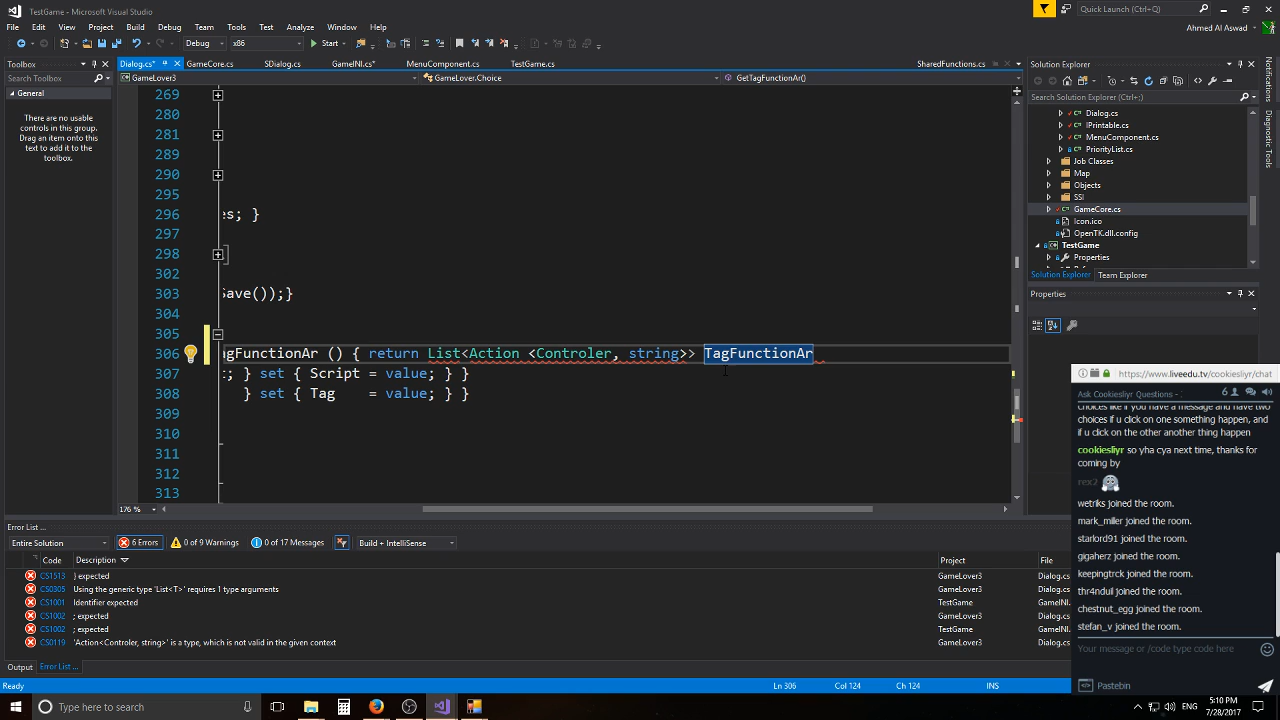 TestGame - Microsoft Visual Studio
Quick Launch (Ctrl+Q)
File Edit View Project Build Debug Team Tools Test Analyze Window Help
Ahmed Al Aswad
Debug x86 Start
Toolbox
Search Toolbox
General
There are no usable
controls in this group.
Drag an item onto this
text to add it to the
toolbox.
Dialog.cs* GameCore.cs SDialog.cs GameINI.cs* MenuComponent.cs TestGame.cs SharedFunctions.cs
GameLover3 GameLover.Choice GetTagFunctionAr()
269
280
281
289
290
295
296 es; }
297
298
302
303 Save());}
304
305
306 agFunctionAr () { return List<Action <Controler, string>> TagFunctionAr
307 t; } set { Script = value; } }
308 } set { Tag = value; } }
309
310
311
312
313
176 %
Solution Explorer
Search Solution Explorer (Ctrl+;)
Dialog.cs
IPrintable.cs
MenuComponent.cs
PriorityList.cs
Job Classes
Map
Objects
SSI
GameCore.cs
Icon.ico
OpenTK.dll.config
TestGame
Properties
Solution Explorer Team Explorer
Properties
Notifications
Diagnostic Tools
https://www.liveedu.tv/cookiesliyr/chat
Ask Cookiesliyr Questions - : 6
choices like if you have a message and have two
choices if u click on one something happen, and
if u click on the other another thing happen
cookiesliyr so yha cya next time, thanks for
coming by
rex2
wetriks joined the room.
mark_miller joined the room.
starlord91 joined the room.
gigaherz joined the room.
keepingtrck joined the room.
thr4nduil joined the room.
chestnut_egg joined the room.
stefan_v joined the room.
Your message or /code type code here
Pastebin
Error List ...
Entire Solution 6 Errors 0 of 9 Warnings 0 of 17 Messages Build + IntelliSense
Code Description Project File
CS1513 } expected GameLover3 Dialog.cs
CS0305 Using the generic type 'List<T>' requires 1 type arguments GameLover3 Dialog.cs
CS1001 Identifier expected TestGame GameINI.
CS1002 ; expected GameLover3 Dialog.cs
CS1002 ; expected TestGame GameINI.
CS0119 'Action<Controler, string>' is a type, which is not valid in the given context GameLover3 Dialog.cs
Output Error List ...
Ready Ln 306 Col 124 Ch 124 INS
Type here to search
ENG
5:10 PM
7/28/2017